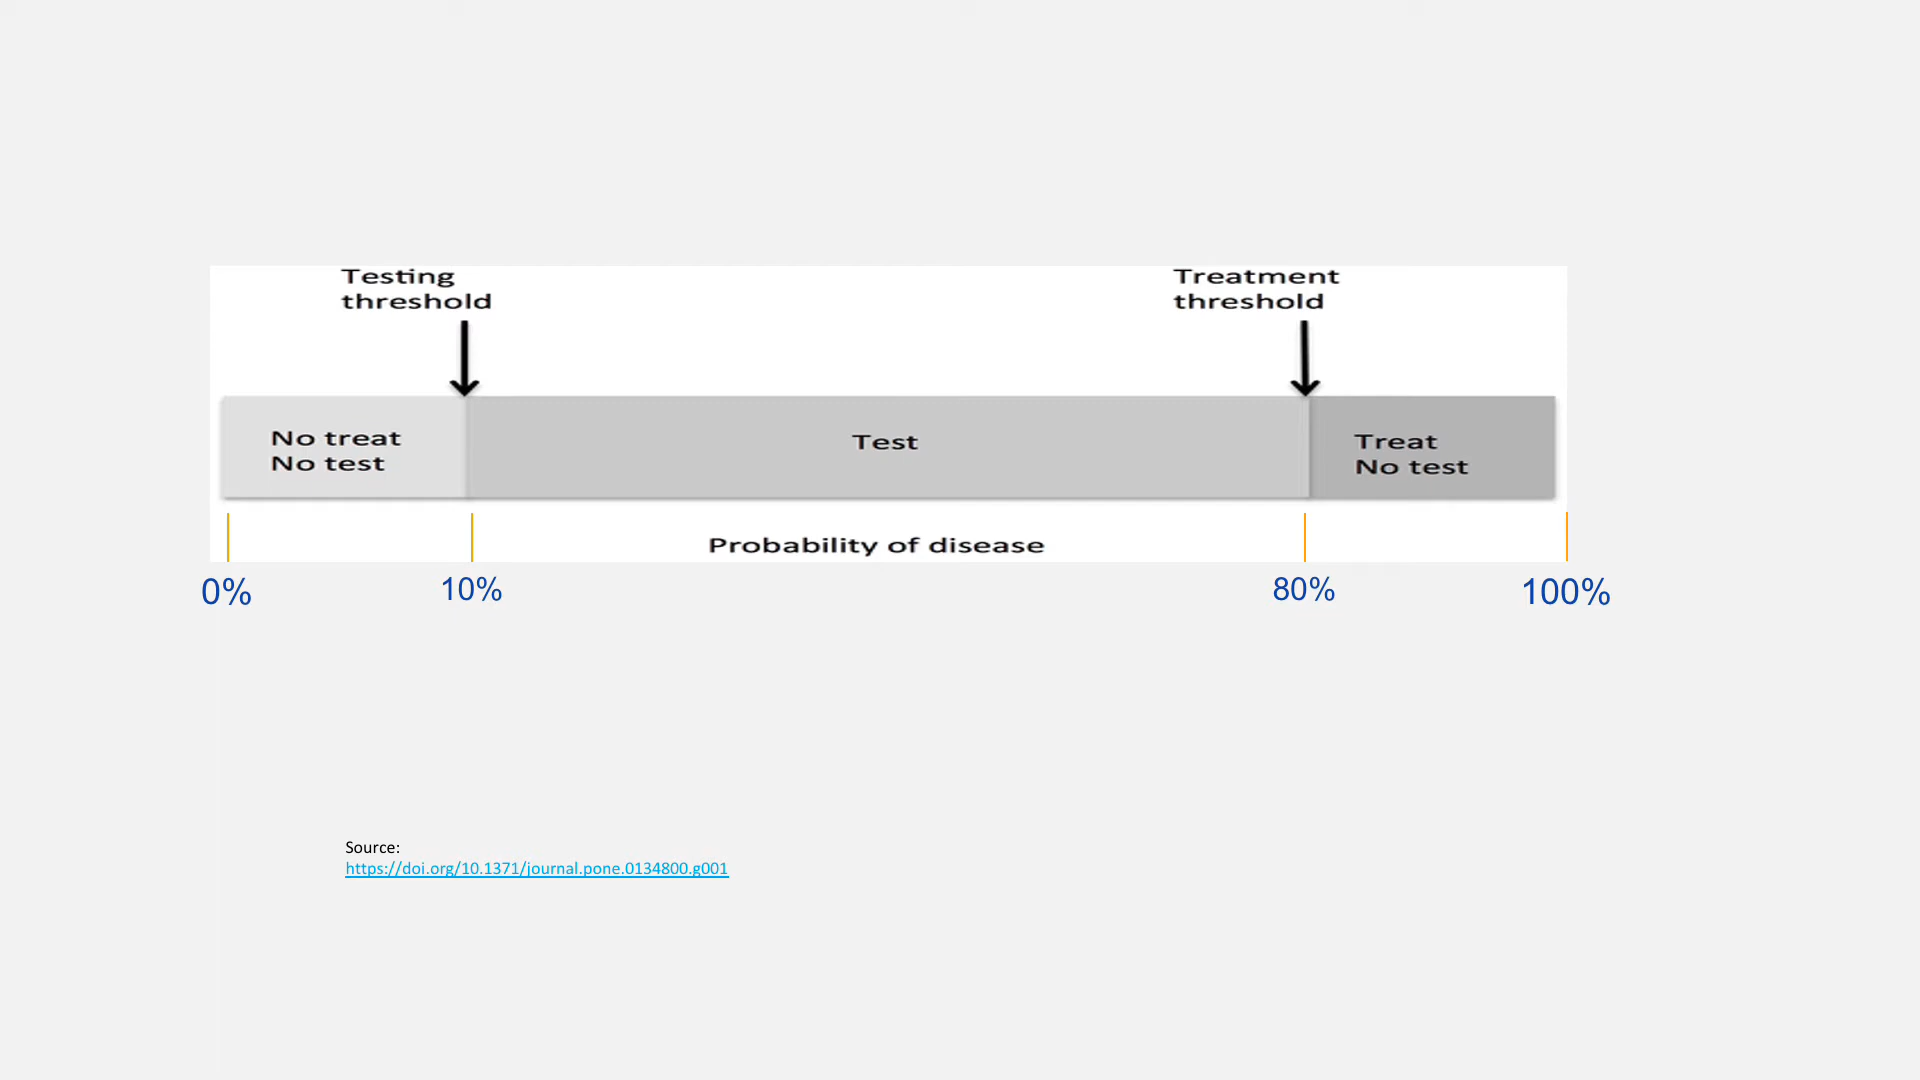 Testing
threshold
Treatment
threshold
No treat
No test
Test
Treat
No test
Probability of disease
0%
10%
80%
100%
Source:
https://doi.org/10.1371/journal.pone.0134800.g001